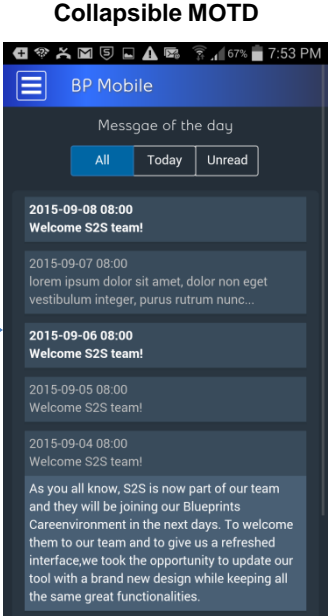 Collapsible MOTD
67% 7:53 PM
BP Mobile
Messgae of the day
All Today Unread
2015-09-08 08:00
Welcome S2S team!
2015-09-07 08:00
lorem ipsum dolor sit amet, dolor non eget
vestibulum integer, purus rutrum nunc...
2015-09-06 08:00
Welcome S2S team!
2015-09-05 08:00
Welcome S2S team!
2015-09-04 08:00
Welcome S2S team!
As you all know, S2S is now part of our team
and they will be joining our Blueprints
Careenvironment in the next days. To welcome
them to our team and to give us a refreshed
interface,we took the opportunity to update our
tool with a brand new design while keeping all
the same great functionalities.